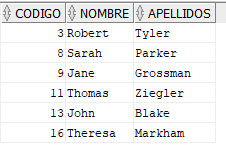 CODIGO NOMBRE APELLIDOS
3 Robert Tyler
8 Sarah Parker
9 Jane Grossman
11 Thomas Ziegler
13 John Blake
16 Theresa Markham